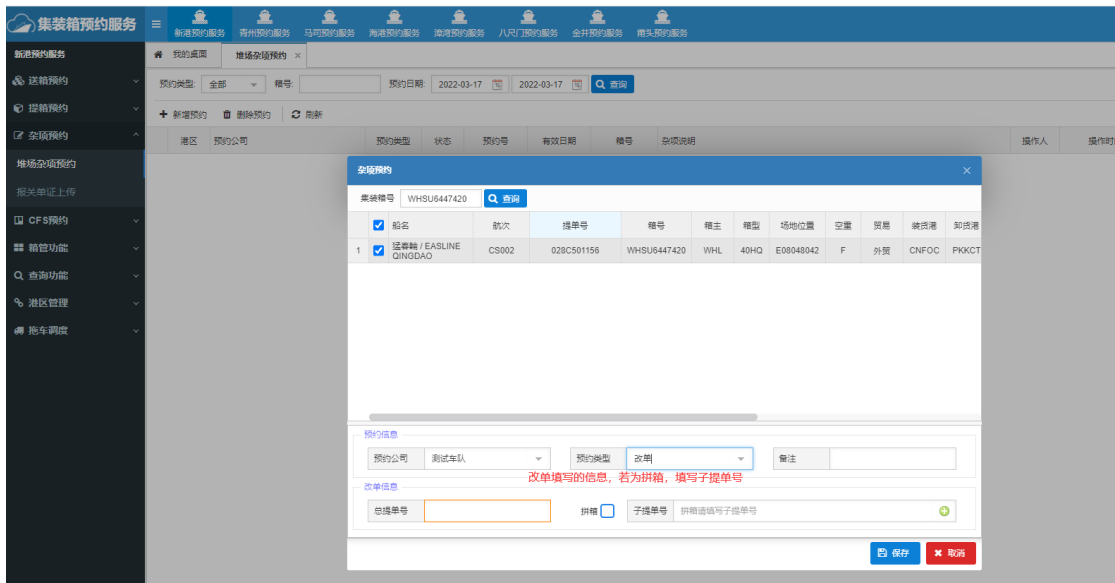 集装箱预约服务
新港预约服务 青州预约服务 马司预约服务 海港预约服务 漳湾预约服务 八尺门预约服务 金井预约服务 南头预约服务
新港预约服务
我的桌面 堆场杂项预约 ×
送箱预约
提箱预约
杂项预约
堆场杂项预约
报关单证上传
CFS预约
箱管功能
查询功能
港区管理
拖车调度
预约类型: 全部 箱号: 预约日期: 2022-03-17 2022-03-17 查询
新增预约 删除预约 刷新
港区 预约公司 预约类型 状态 预约号 有效日期 箱号 杂项说明 操作人 操作时
杂项预约 ×
集装箱号 WHSU6447420 查询
船名 航次 提单号 箱号 箱主 箱型 场地位置 空重 贸易 装货港 卸货港
1 猛春輪 / EASLINE QINGDAO CS002 028C501156 WHSU6447420 WHL 40HQ E08048042 F 外贸 CNFOC PKKCT
预约信息
预约公司 测试车队 预约类型 改单 备注
改单填写的信息，若为拼箱，填写子提单号
改单信息
总提单号 拼箱 子提单号 拼箱请填写子提单号
保存 取消